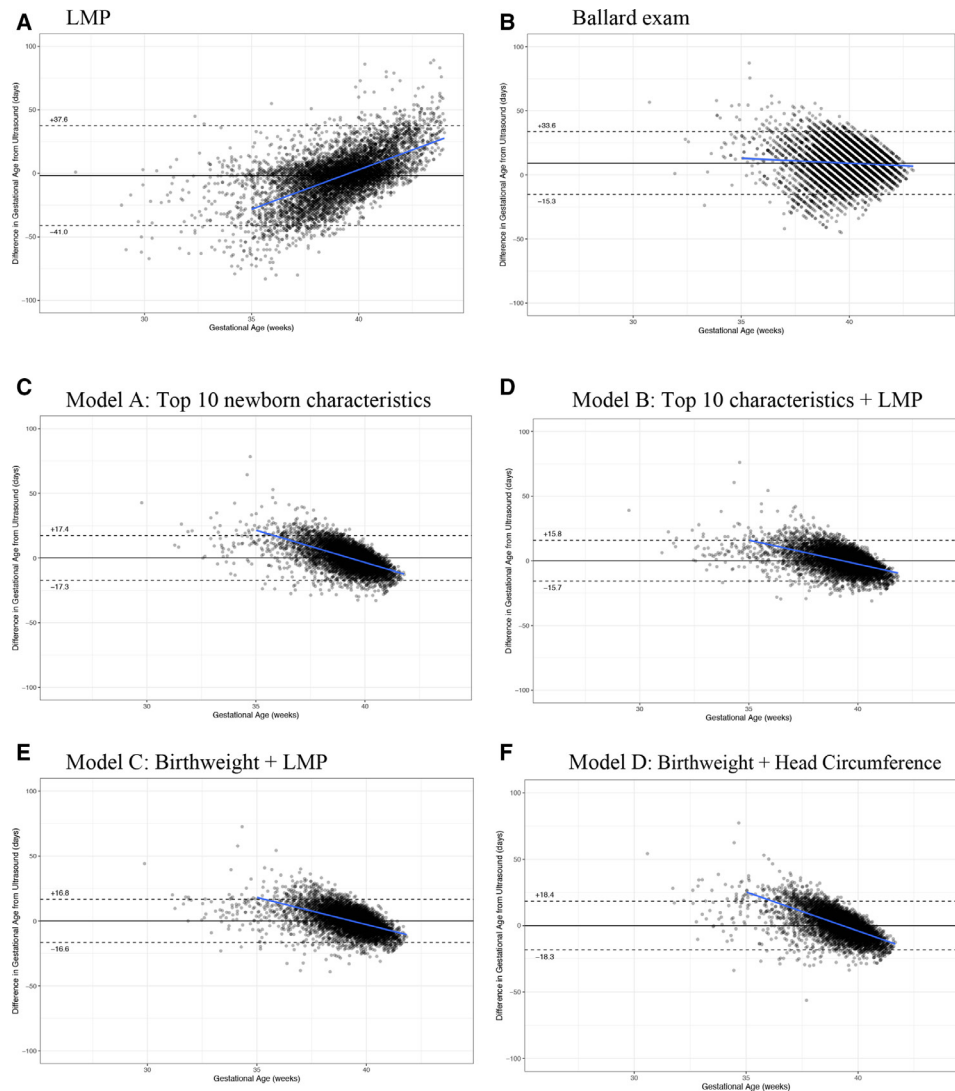 A LMP
Difference in Gestational Age from Ultrasound (days)
100
50
0
−50
−100
+37.6
−41.0
30 35 40
Gestational Age (weeks)
B Ballard exam
Difference in Gestational Age from Ultrasound (days)
100
50
0
−50
−100
+33.6
−15.3
30 35 40
Gestational Age (weeks)
C Model A: Top 10 newborn characteristics
Difference in Gestational Age from Ultrasound (days)
100
50
0
−50
−100
+17.4
−17.3
30 35 40
Gestational Age (weeks)
D Model B: Top 10 characteristics + LMP
Difference in Gestational Age from Ultrasound (days)
100
50
0
−50
−100
+15.8
−15.7
30 35 40
Gestational Age (weeks)
E Model C: Birthweight + LMP
Difference in Gestational Age from Ultrasound (days)
100
50
0
−50
−100
+16.8
−16.6
30 35 40
Gestational Age (weeks)
F Model D: Birthweight + Head Circumference
Difference in Gestational Age from Ultrasound (days)
100
50
0
−50
−100
+18.4
−18.3
30 35 40
Gestational Age (weeks)